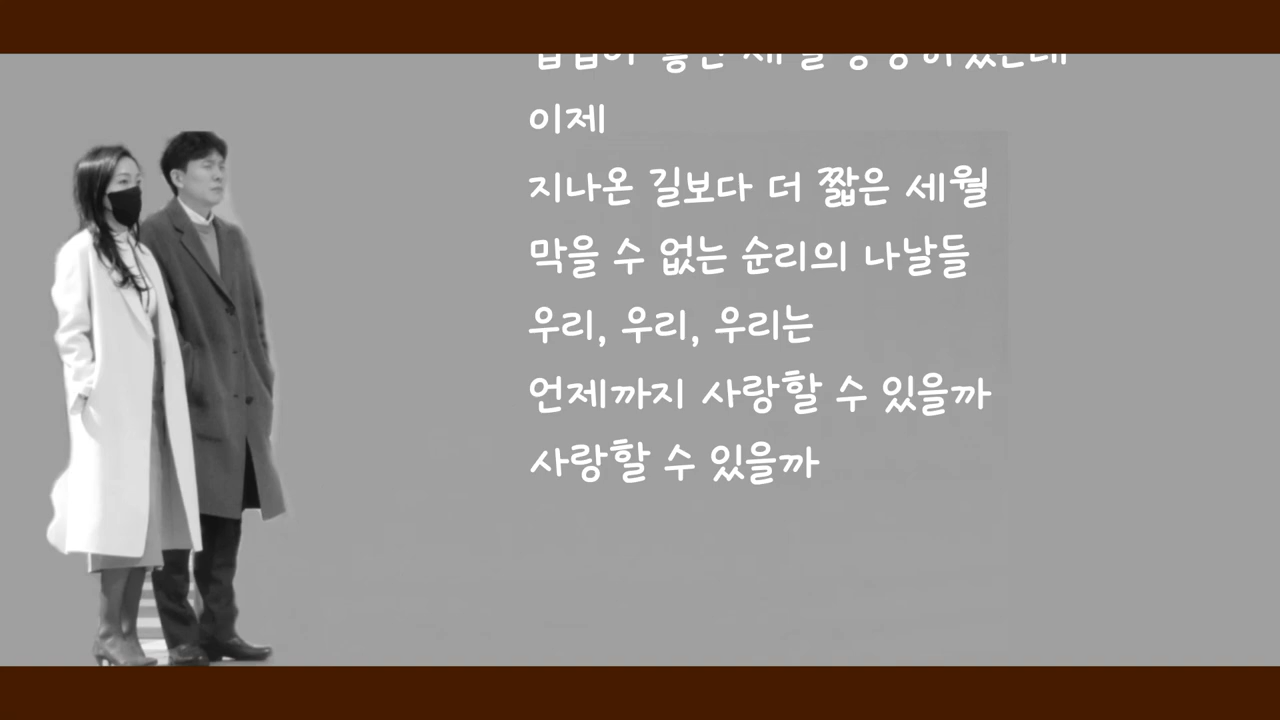 이제
지나온 길보다 더 짧은 세월
막을 수 없는 순리의 나날들
우리, 우리, 우리는
언제까지 사랑할 수 있을까
사랑할 수 있을까